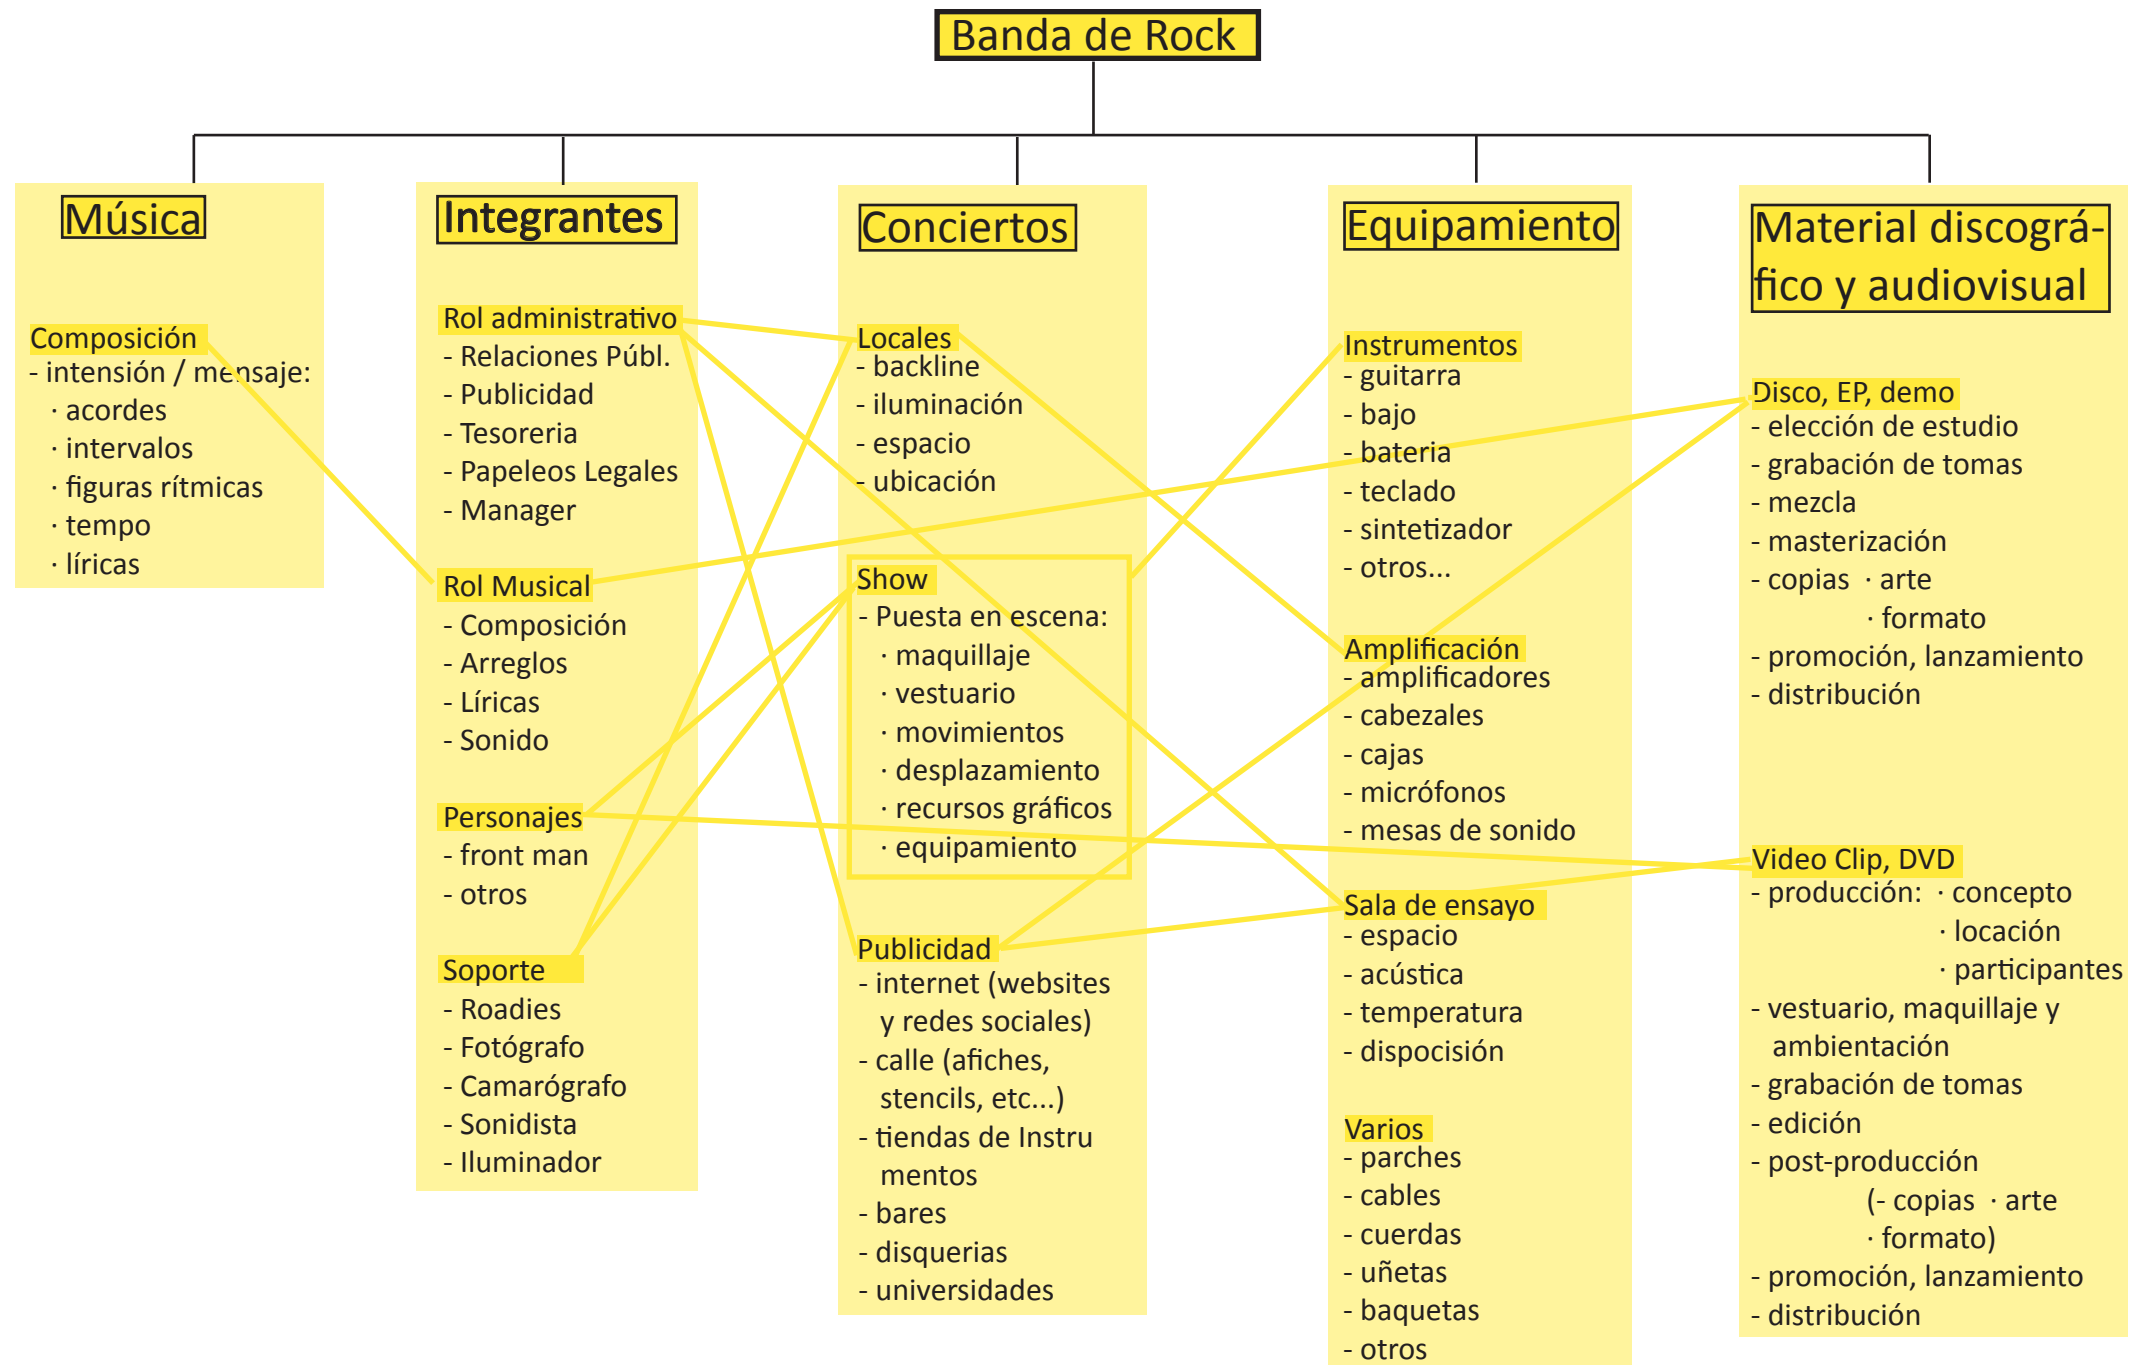 Banda de Rock
Música
Composición
- intensión / mensaje:
· acordes
· intervalos
· figuras rítmicas
· tempo
· líricas
Integrantes
Rol administrativo
- Relaciones Públ.
- Publicidad
- Tesoreria
- Papeleos Legales
- Manager
Rol Musical
- Composición
- Arreglos
- Líricas
- Sonido
Personajes
- front man
- otros
Soporte
- Roadies
- Fotógrafo
- Camarógrafo
- Sonidista
- Iluminador
Conciertos
Locales
- backline
- iluminación
- espacio
- ubicación
Show
- Puesta en escena:
· maquillaje
· vestuario
· movimientos
· desplazamiento
· recursos gráficos
· equipamiento
Publicidad
- internet (websites
y redes sociales)
- calle (afiches,
stencils, etc...)
- tiendas de Instru
mentos
- bares
- disquerias
- universidades
Equipamiento
Instrumentos
- guitarra
- bajo
- bateria
- teclado
- sintetizador
- otros...
Amplificación
- amplificadores
- cabezales
- cajas
- micrófonos
- mesas de sonido
Sala de ensayo
- espacio
- acústica
- temperatura
- dispocisión
Varios
- parches
- cables
- cuerdas
- uñetas
- baquetas
- otros
Material discográ-
fico y audiovisual
Disco, EP, demo
- elección de estudio
- grabación de tomas
- mezcla
- masterización
- copias · arte
· formato
- promoción, lanzamiento
- distribución
Video Clip, DVD
- producción: · concepto
· locación
· participantes
- vestuario, maquillaje y
ambientación
- grabación de tomas
- edición
- post-producción
(- copias · arte
· formato)
- promoción, lanzamiento
- distribución